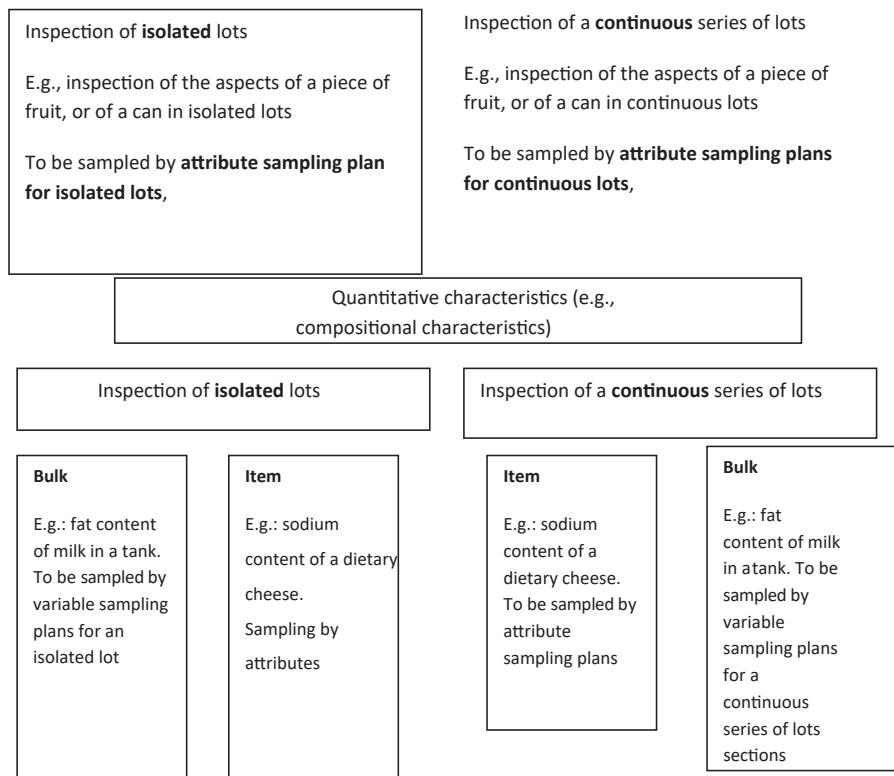 Inspection of isolated lots
E.g., inspection of the aspects of a piece of
fruit, or of a can in isolated lots
To be sampled by attribute sampling plan
for isolated lots,
Inspection of a continuous series of lots
E.g., inspection of the aspects of a piece of
fruit, or of a can in continuous lots
To be sampled by attribute sampling plans
for continuous lots,
Quantitative characteristics (e.g.,
compositional characteristics)
Inspection of isolated lots
Inspection of a continuous series of lots
Bulk
E.g.: fat content
of milk in a tank.
To be sampled by
variable sampling
plans for an
isolated lot
Item
E.g.: sodium
content of a dietary
cheese.
Sampling by
attributes
Item
E.g.: sodium
content of a
dietary cheese.
To be sampled by
attribute
sampling plans
Bulk
E.g.: fat
content of milk
in atank. To be
sampled by
variable
sampling plans
for a
continuous
series of lots
sections